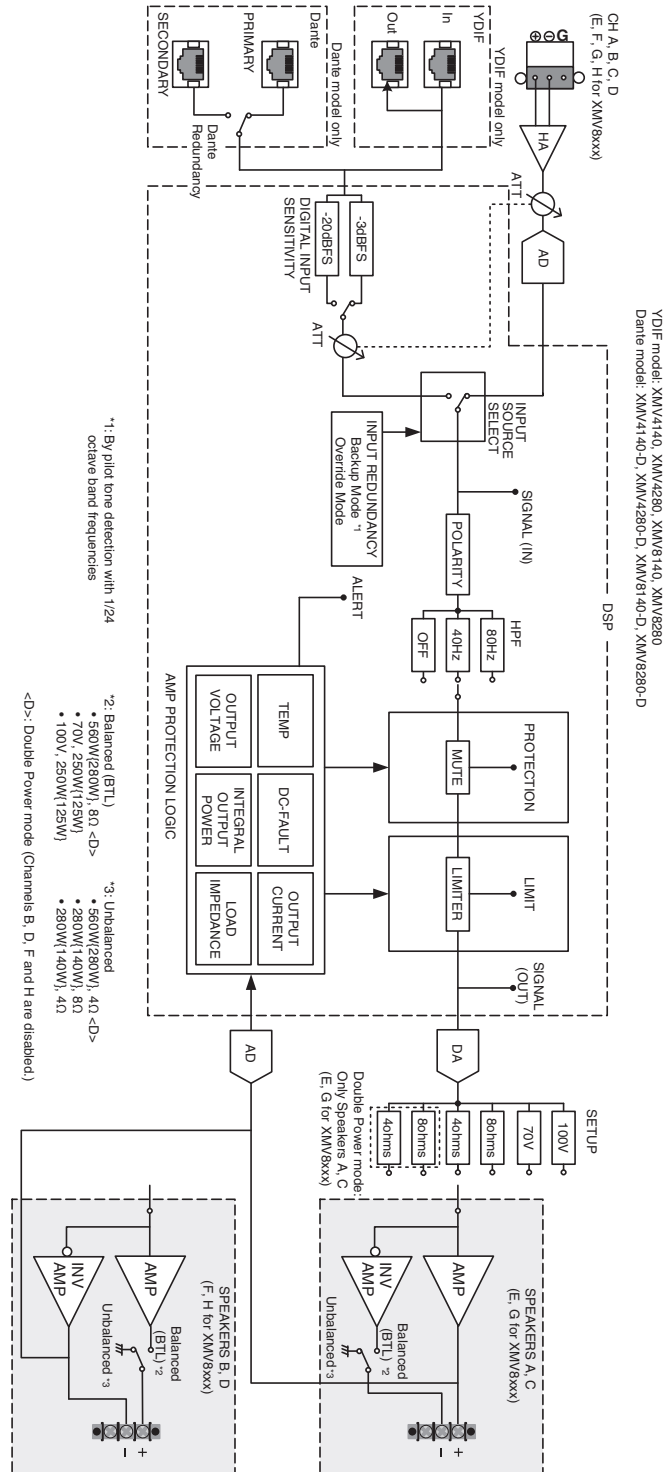 YDIF model: XMV4140, XMV4280, XMV8140, XMV8280
Dante model: XMV4140-D, XMV4280-D, XMV8140-D, XMV8280-D
CH A, B, C, D
(E, F, G, H for XMV8xxx)
G
HA
ATT
AD
YDIF model only
YDIF
In
Out
Dante model only
Dante
PRIMARY
SECONDARY
Dante
Redundancy
DSP
-3dBFS
-20dBFS
DIGITAL INPUT
SENSITIVITY
ATT
INPUT
SOURCE
SELECT
INPUT REDUNDANCY
Backup Mode *1
Override Mode
SIGNAL (IN)
POLARITY
HPF
80Hz
40Hz
OFF
PROTECTION
MUTE
LIMIT
LIMITER
SIGNAL
(OUT)
ALERT
TEMP
DC-FAULT
OUTPUT
CURRENT
OUTPUT
VOLTAGE
INTEGRAL
OUTPUT
POWER
LOAD
IMPEDANCE
AMP PROTECTION LOGIC
DA
AD
SETUP
100V
70V
8ohms
4ohms
8ohms
4ohms
Double Power mode:
Only Speakers A, C
(E, G for XMV8xxx)
SPEAKERS A, C
(E, G for XMV8xxx)
AMP
INV
AMP
Balanced
(BTL) *2
Unbalanced *3
+
-
SPEAKERS B, D
(F, H for XMV8xxx)
AMP
INV
AMP
Balanced
(BTL) *2
Unbalanced *3
+
-
*1: By pilot tone detection with 1/24
octave band frequencies
*2: Balanced (BTL)
• 560W{280W}, 8Ω <D>
• 70V, 250W{125W}
• 100V, 250W{125W}
*3: Unbalanced
• 560W{280W}, 4Ω <D>
• 280W{140W}, 8Ω
• 280W{140W}, 4Ω
<D>: Double Power mode (Channels B, D, F and H are disabled.)